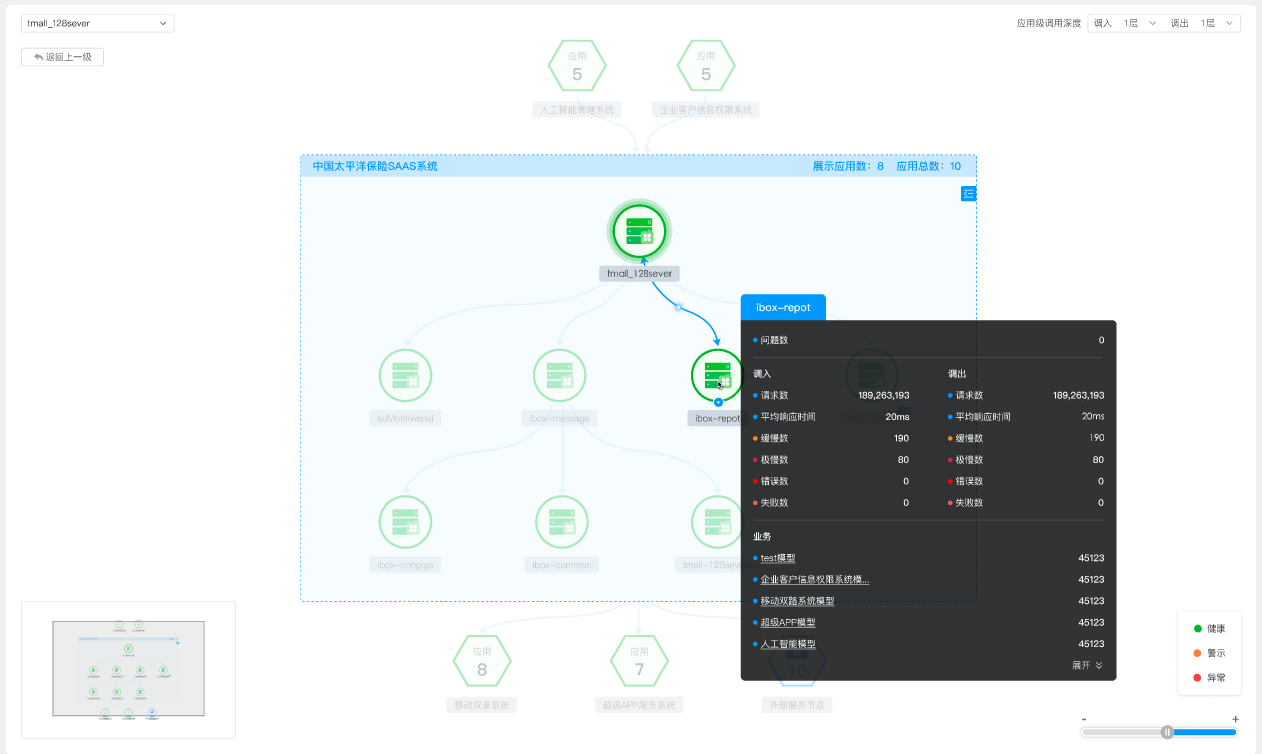 tmall_128sever
应用级调用深度 调入 1层 调出 1层
返回上一级
应用
5
人工智能管理系统
应用
5
企业客户信息权限系统
中国太平洋保险SAAS系统 展示应用数：8 应用总数：10
tmall_128sever
sdMobliwensi
ibox-message
ibox-repot
ibox-repot
问题数 0
调入 调出
请求数 189,263,193 请求数 189,263,193
平均响应时间 20ms 平均响应时间 20ms
缓慢数 190 缓慢数 190
极慢数 80 极慢数 80
错误数 0 错误数 0
失败数 0 失败数 0
业务
test模型 45123
企业客户信息权限系统模... 45123
移动双路系统模型 45123
超级APP模型 45123
人工智能模型 45123
展开
ibox-congigs
ibox-common
tmall-128sever
应用
8
移动双录系统
应用
7
超级APP服务系统
10
外部服务节点
健康
警示
异常
- +